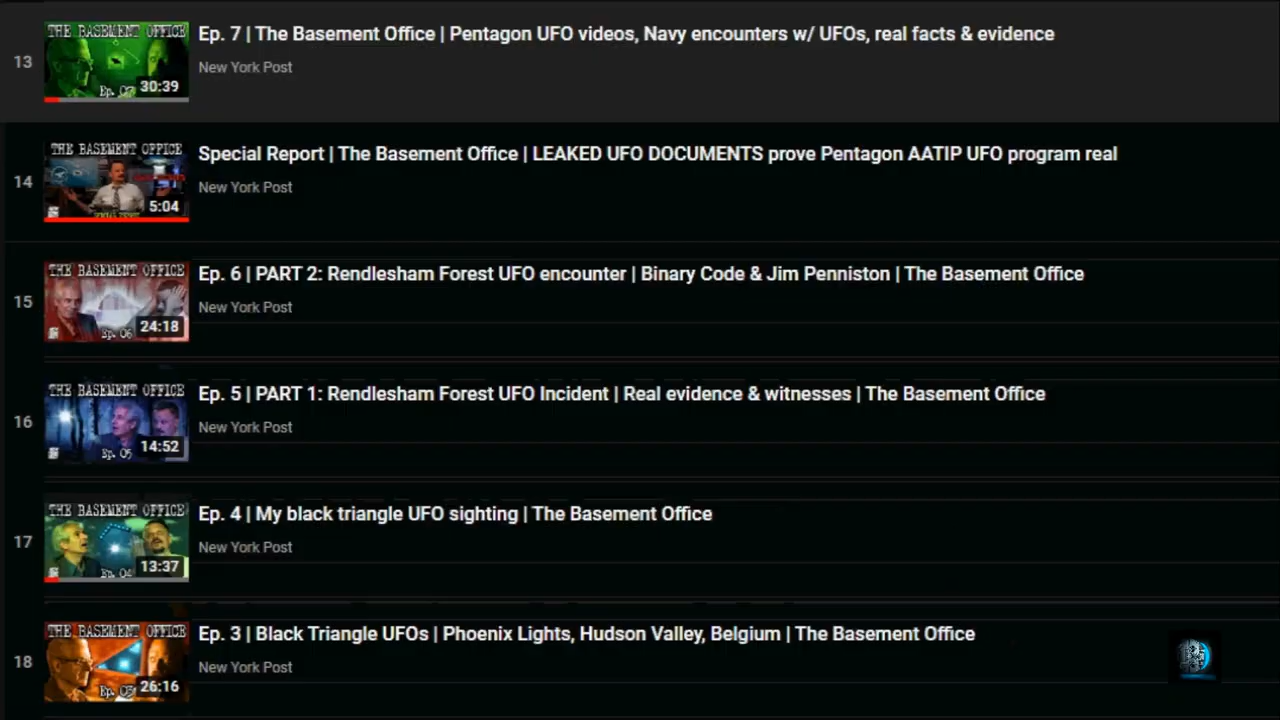 13
THE BASEMENT OFFICE
Ep. 07
30:39
Ep. 7 | The Basement Office | Pentagon UFO videos, Navy encounters w/ UFOs, real facts & evidence
New York Post
14
THE BASEMENT OFFICE
5:04
Special Report | The Basement Office | LEAKED UFO DOCUMENTS prove Pentagon AATIP UFO program real
New York Post
15
THE BASEMENT OFFICE
Ep. 06
24:18
Ep. 6 | PART 2: Rendlesham Forest UFO encounter | Binary Code & Jim Penniston | The Basement Office
New York Post
16
THE BASEMENT OFFICE
Ep. 05
14:52
Ep. 5 | PART 1: Rendlesham Forest UFO Incident | Real evidence & witnesses | The Basement Office
New York Post
17
THE BASEMENT OFFICE
Ep. 04
13:37
Ep. 4 | My black triangle UFO sighting | The Basement Office
New York Post
18
THE BASEMENT OFFICE
Ep. 03
26:16
Ep. 3 | Black Triangle UFOs | Phoenix Lights, Hudson Valley, Belgium | The Basement Office
New York Post